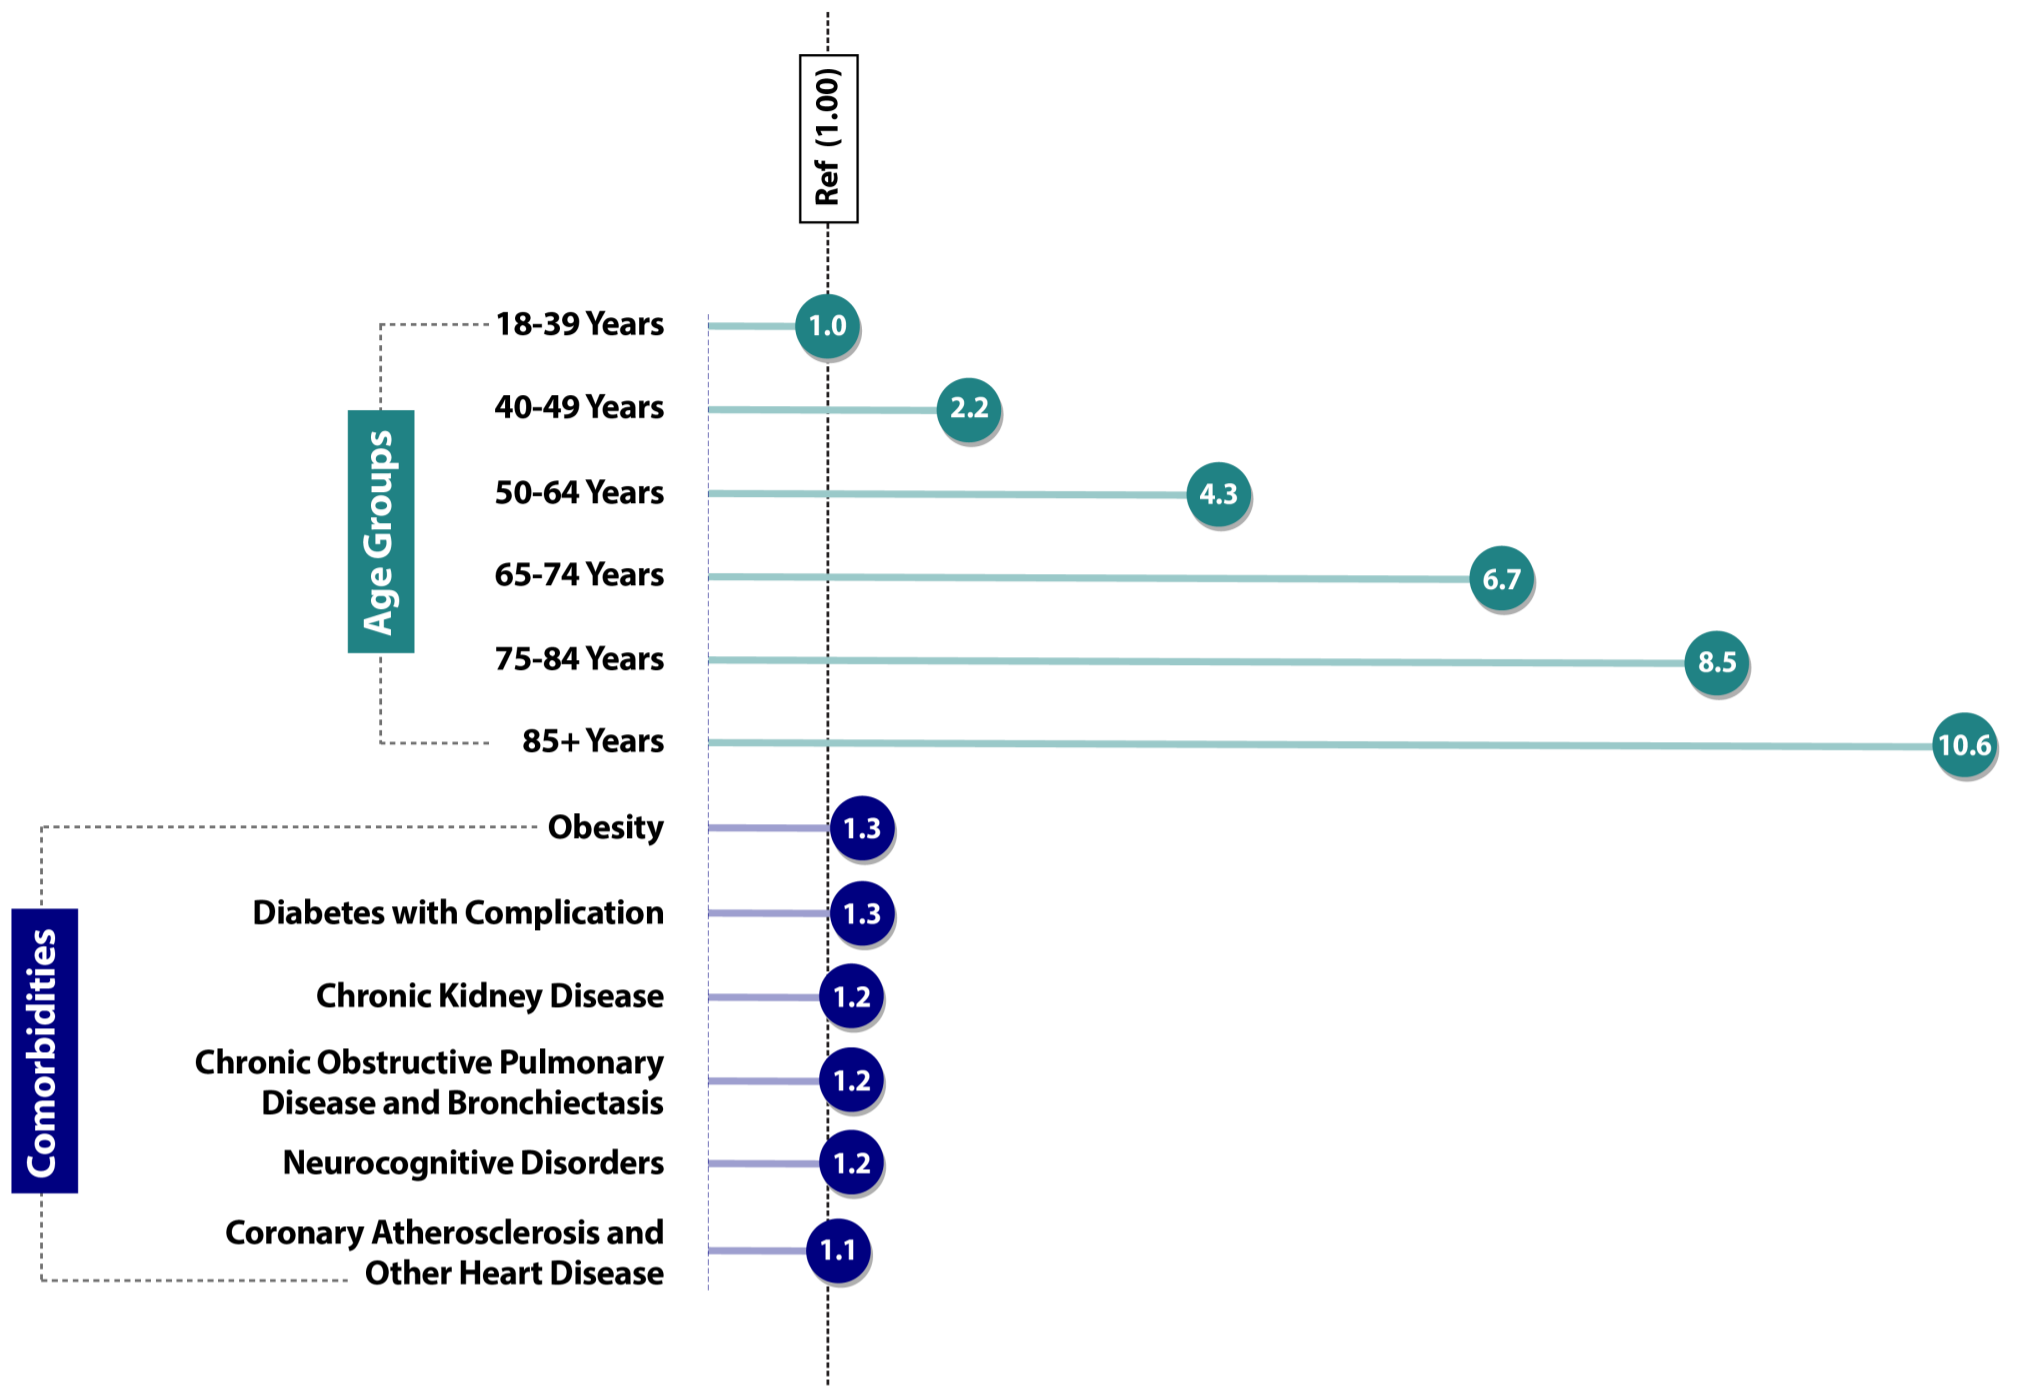 Ref (1.00)
Age Groups
18-39 Years
1.0
40-49 Years
2.2
50-64 Years
4.3
65-74 Years
6.7
75-84 Years
8.5
85+ Years
10.6
Comorbidities
Obesity
1.3
Diabetes with Complication
1.3
Chronic Kidney Disease
1.2
Chronic Obstructive Pulmonary
Disease and Bronchiectasis
1.2
Neurocognitive Disorders
1.2
Coronary Atherosclerosis and
Other Heart Disease
1.1